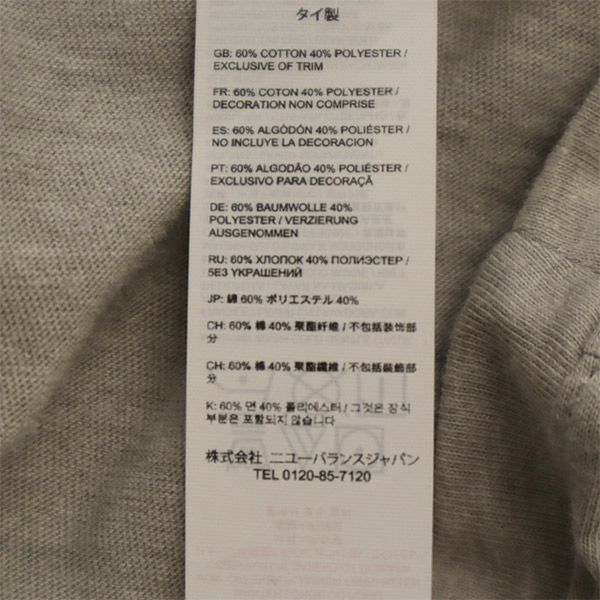 タイ製
GB: 60% COTTON 40% POLYESTER /
EXCLUSIVE OF TRIM
FR: 60% COTON 40% POLYESTER /
DECORATION NON COMPRISE
ES: 60% ALGÓDÓN 40% POLIÉSTER /
NO INCLUYE LA DECORACION
PT: 60% ALGODÃO 40% POLIÉSTER /
EXCLUSIVO PARA DECORAÇÃ
DE: 60% BAUMWOLLE 40%
POLYESTER / VERZIERUNG
AUSGENOMMEN
RU: 60% ХЛОПОК 40% ПОЛИЭСТЕР /
5E3 УКРАШЕНИЙ
JP: 綿 60% ポリエステル 40%
CH: 60% 棉 40% 聚酯纤维 / 不包括装饰部
分
CH: 60% 棉 40% 聚酯纖維 / 不包括裝飾部
分
K: 60% 면 40% 폴리에스터 / 그것은 장식
부분은 포함되지 않습니다
株式会社 ニユーバランスジャパン
TEL 0120-85-7120